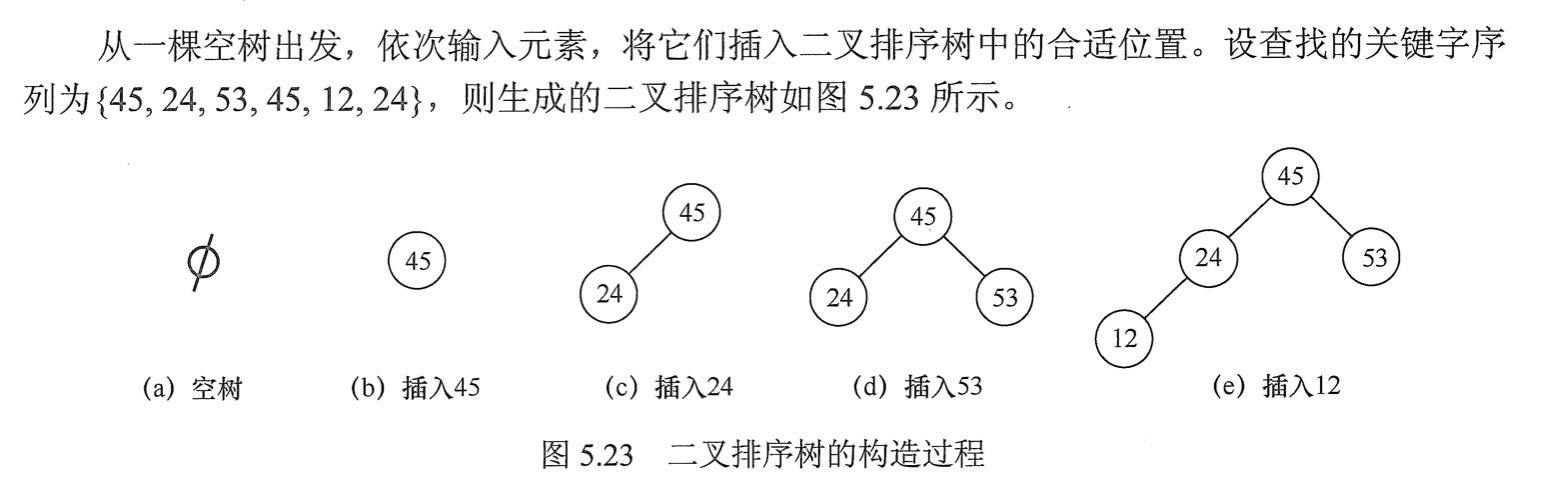 从一棵空树出发，依次输入元素，将它们插入二叉排序树中的合适位置。设查找的关键字序
列为{45, 24, 53, 45, 12, 24}，则生成的二叉排序树如图 5.23 所示。
ϕ
45
45
24
45
24
53
45
24
53
12
(a) 空树
(b) 插入45
(c) 插入24
(d) 插入53
(e) 插入12
图 5.23 二叉排序树的构造过程